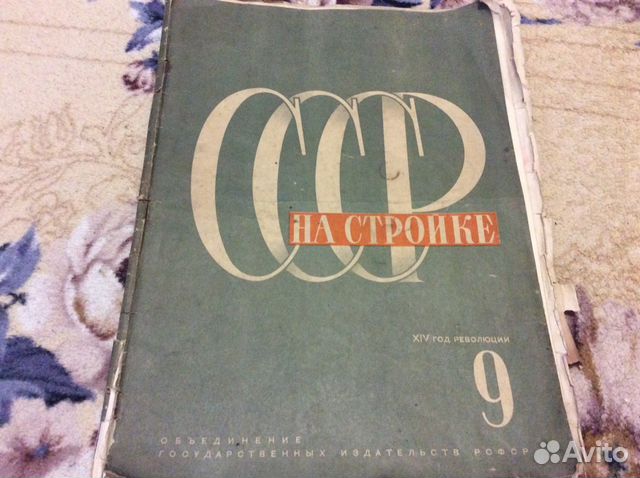 СССР
НА СТРОЙКЕ
XIV ГОД РЕВОЛЮЦИИ
9
ОБЪЕДИНЕНИЕ
ГОСУДАРСТВЕННЫХ ИЗДАТЕЛЬСТВ РСФСР
Avito